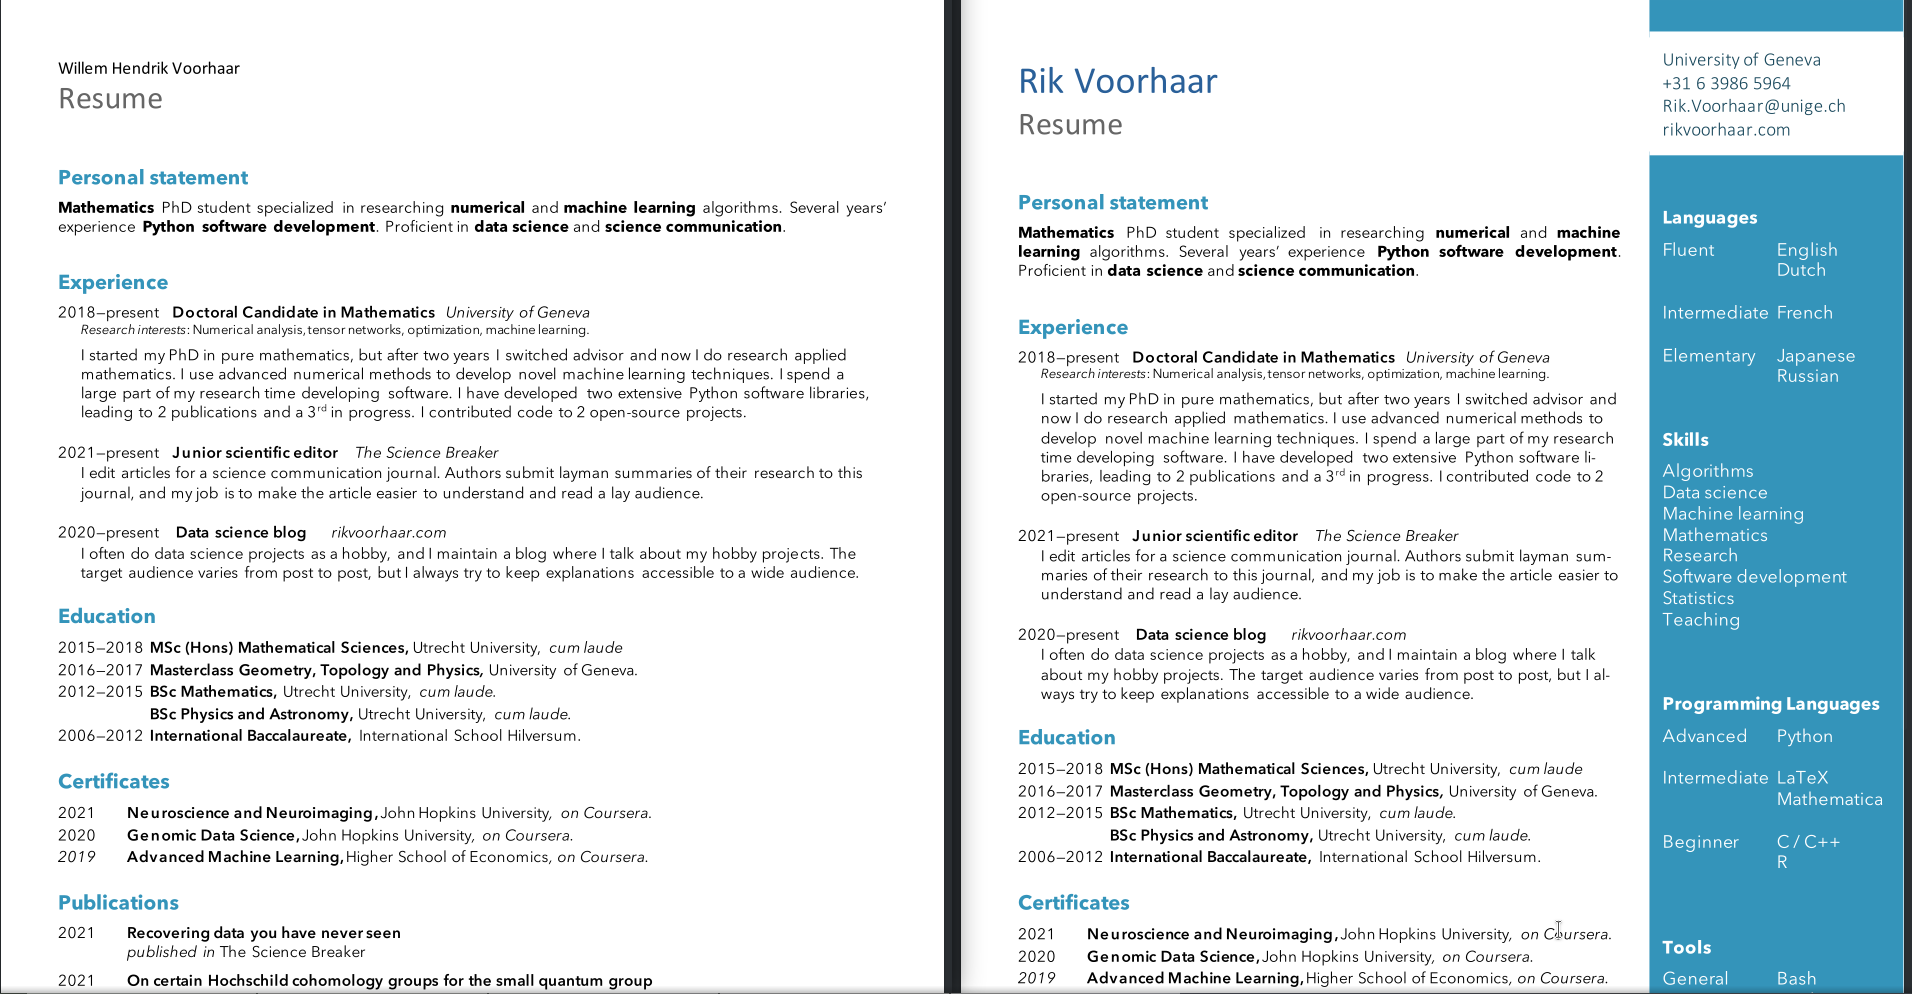 Willem Hendrik Voorhaar
Resume
Personal statement
Mathematics PhD student specialized in researching numerical and machine learning algorithms. Several years’
experience Python software development. Proficient in data science and science communication.
Experience
2018–present Doctoral Candidate in Mathematics University of Geneva
Research interests: Numerical analysis, tensor networks, optimization, machine learning.
I started my PhD in pure mathematics, but after two years I switched advisor and now I do research applied
mathematics. I use advanced numerical methods to develop novel machine learning techniques. I spend a
large part of my research time developing software. I have developed two extensive Python software libraries,
leading to 2 publications and a 3rd in progress. I contributed code to 2 open-source projects.
2021–present Junior scientific editor The Science Breaker
I edit articles for a science communication journal. Authors submit layman summaries of their research to this
journal, and my job is to make the article easier to understand and read a lay audience.
2020–present Data science blog rikvoorhaar.com
I often do data science projects as a hobby, and I maintain a blog where I talk about my hobby projects. The
target audience varies from post to post, but I always try to keep explanations accessible to a wide audience.
Education
2015–2018 MSc (Hons) Mathematical Sciences, Utrecht University, cum laude
2016–2017 Masterclass Geometry, Topology and Physics, University of Geneva.
2012–2015 BSc Mathematics, Utrecht University, cum laude.
BSc Physics and Astronomy, Utrecht University, cum laude.
2006–2012 International Baccalaureate, International School Hilversum.
Certificates
2021 Neuroscience and Neuroimaging, John Hopkins University, on Coursera.
2020 Genomic Data Science, John Hopkins University, on Coursera.
2019 Advanced Machine Learning, Higher School of Economics, on Coursera.
Publications
2021 Recovering data you have never seen
published in The Science Breaker
2021 On certain Hochschild cohomology groups for the small quantum group
Rik Voorhaar
Resume
Personal statement
Mathematics PhD student specialized in researching numerical and machine
learning algorithms. Several years’ experience Python software development.
Proficient in data science and science communication.
Experience
2018–present Doctoral Candidate in Mathematics University of Geneva
Research interests: Numerical analysis, tensor networks, optimization, machine learning.
I started my PhD in pure mathematics, but after two years I switched advisor and
now I do research applied mathematics. I use advanced numerical methods to
develop novel machine learning techniques. I spend a large part of my research
time developing software. I have developed two extensive Python software li-
braries, leading to 2 publications and a 3rd in progress. I contributed code to 2
open-source projects.
2021–present Junior scientific editor The Science Breaker
I edit articles for a science communication journal. Authors submit layman sum-
maries of their research to this journal, and my job is to make the article easier to
understand and read a lay audience.
2020–present Data science blog rikvoorhaar.com
I often do data science projects as a hobby, and I maintain a blog where I talk
about my hobby projects. The target audience varies from post to post, but I al-
ways try to keep explanations accessible to a wide audience.
Education
2015–2018 MSc (Hons) Mathematical Sciences, Utrecht University, cum laude
2016–2017 Masterclass Geometry, Topology and Physics, University of Geneva.
2012–2015 BSc Mathematics, Utrecht University, cum laude.
BSc Physics and Astronomy, Utrecht University, cum laude.
2006–2012 International Baccalaureate, International School Hilversum.
Certificates
2021 Neuroscience and Neuroimaging, John Hopkins University, on Coursera.
2020 Genomic Data Science, John Hopkins University, on Coursera.
2019 Advanced Machine Learning, Higher School of Economics, on Coursera.
University of Geneva
+31 6 3986 5964
Rik.Voorhaar@unige.ch
rikvoorhaar.com
Languages
Fluent English
Dutch
Intermediate French
Elementary Japanese
Russian
Skills
Algorithms
Data science
Machine learning
Mathematics
Research
Software development
Statistics
Teaching
Programming Languages
Advanced Python
Intermediate LaTeX
Mathematica
Beginner C / C++
R
Tools
General Bash